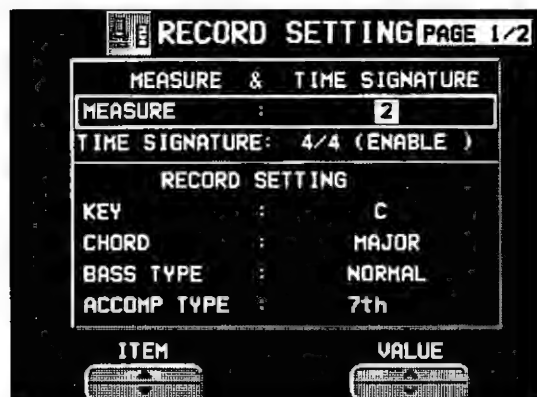 RECORD SETTING PAGE 1/2
MEASURE & TIME SIGNATURE
MEASURE : 2
TIME SIGNATURE: 4/4 (ENABLE )
RECORD SETTING
KEY : C
CHORD : MAJOR
BASS TYPE : NORMAL
ACCOMP TYPE : 7th
ITEM VALUE